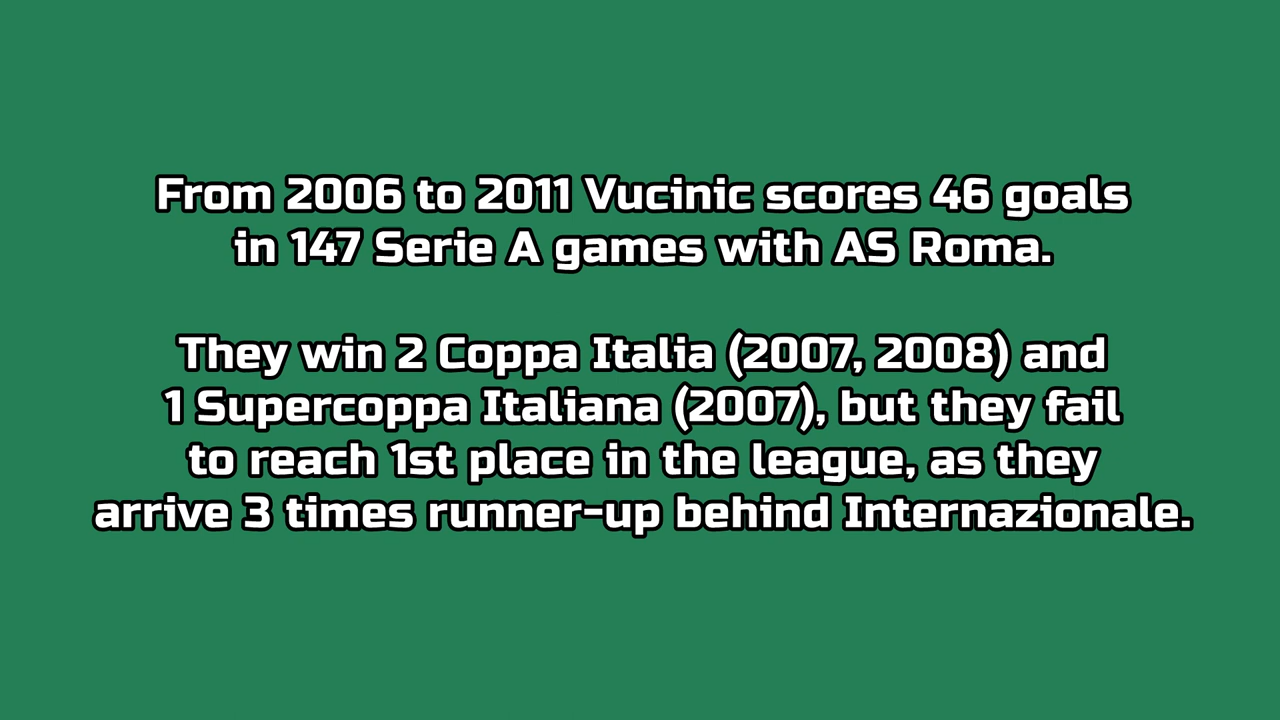 From 2006 to 2011 Vucinic scores 46 goals
in 147 Serie A games with AS Roma.
They win 2 Coppa Italia (2007, 2008) and
1 Supercoppa Italiana (2007), but they fail
to reach 1st place in the league, as they
arrive 3 times runner-up behind Internazionale.